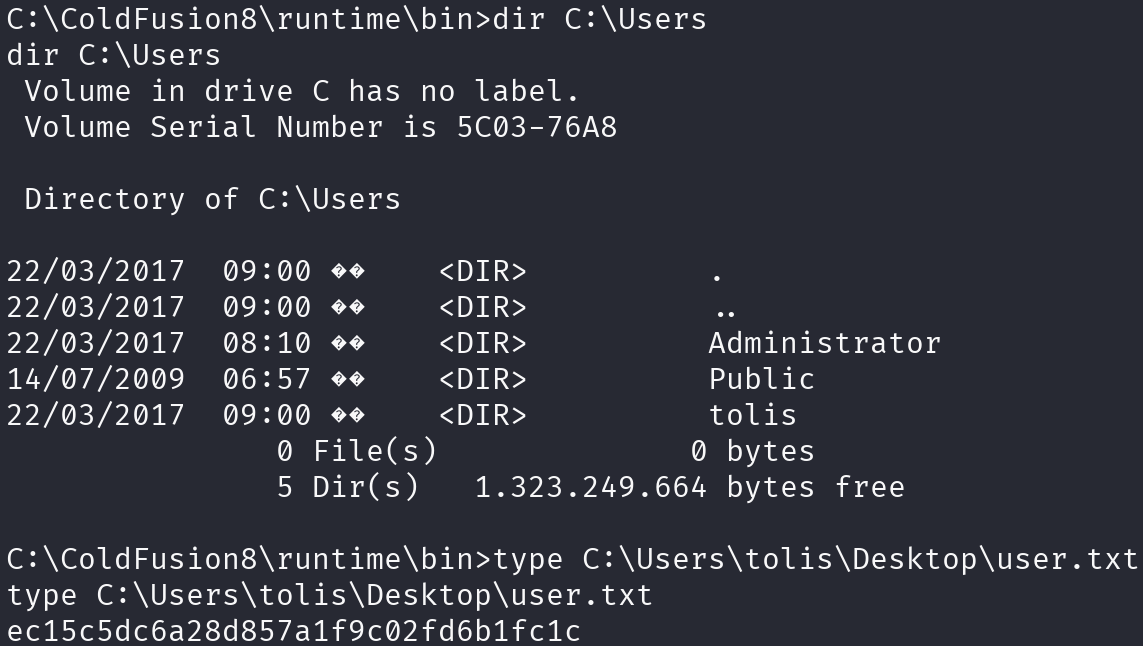 C:\ColdFusion8\runtime\bin>dir C:\Users
dir C:\Users
 Volume in drive C has no label.
 Volume Serial Number is 5C03-76A8

 Directory of C:\Users

22/03/2017  09:00 ��    <DIR>          .
22/03/2017  09:00 ��    <DIR>          ..
22/03/2017  08:10 ��    <DIR>          Administrator
14/07/2009  06:57 ��    <DIR>          Public
22/03/2017  09:00 ��    <DIR>          tolis
               0 File(s)              0 bytes
               5 Dir(s)   1.323.249.664 bytes free

C:\ColdFusion8\runtime\bin>type C:\Users\tolis\Desktop\user.txt
type C:\Users\tolis\Desktop\user.txt
ec15c5dc6a28d857a1f9c02fd6b1fc1c